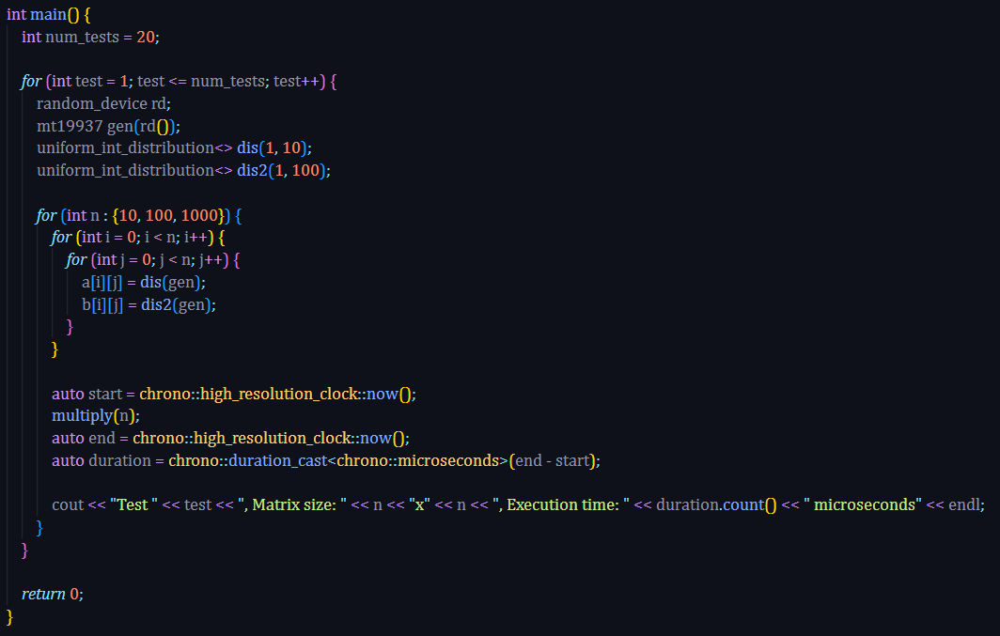 int main() {
int num_tests = 20;
for (int test = 1; test <= num_tests; test++) {
random_device rd;
mt19937 gen(rd());
uniform_int_distribution<> dis(1, 10);
uniform_int_distribution<> dis2(1, 100);
for (int n : {10, 100, 1000}) {
for (int i = 0; i < n; i++) {
for (int j = 0; j < n; j++) {
a[i][j] = dis(gen);
b[i][j] = dis2(gen);
}
}
auto start = chrono::high_resolution_clock::now();
multiply(n);
auto end = chrono::high_resolution_clock::now();
auto duration = chrono::duration_cast<chrono::microseconds>(end - start);
cout << "Test " << test << ", Matrix size: " << n << "x" << n << ", Execution time: " << duration.count() << " microseconds" << endl;
}
}
return 0;
}